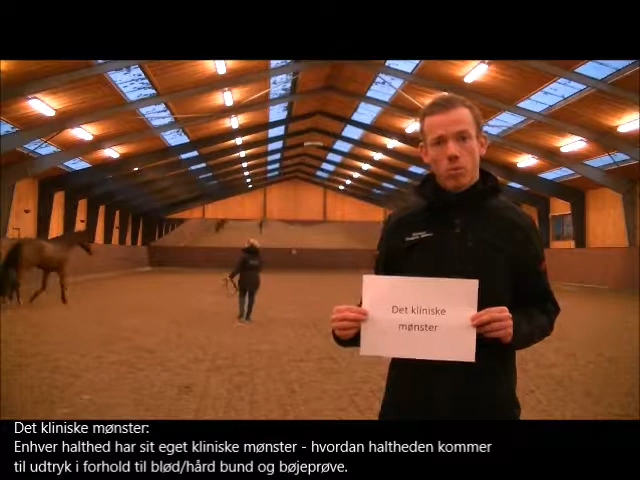 Det kliniske
mønster
Det kliniske mønster:
Enhver halthed har sit eget kliniske mønster - hvordan haltheden kommer
til udtryk i forhold til blød/hård bund og bøjeprøve.